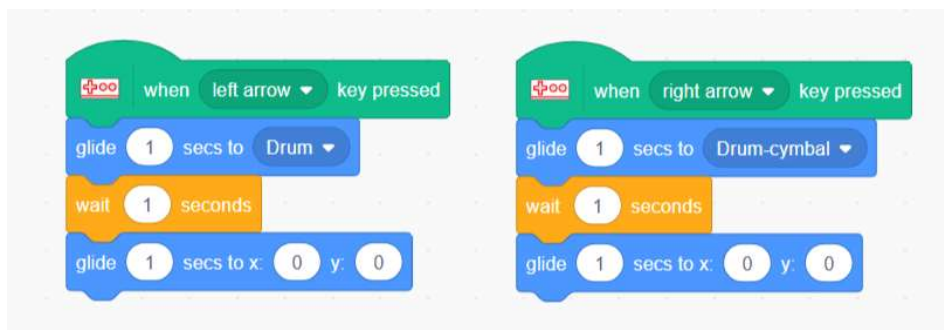 when left arrow key pressed
glide 1 secs to Drum
wait 1 seconds
glide 1 secs to x: 0 y: 0
when right arrow key pressed
glide 1 secs to Drum-cymbal
wait 1 seconds
glide 1 secs to x: 0 y: 0